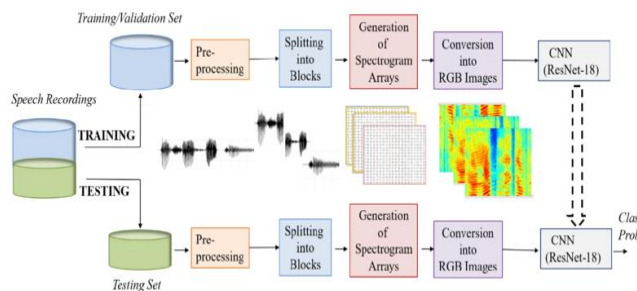 Training/Validation Set
Pre-
processing
Splitting
into
Blocks
Generation
of
Spectrogram
Arrays
Conversion
into
RGB Images
CNN
(ResNet-18)
Speech Recordings
TRAINING
TESTING
Pre-
processing
Splitting
into
Blocks
Generation
of
Spectrogram
Arrays
Conversion
into
RGB Images
CNN
(ResNet-18)
Clas
Prob
Testing Set